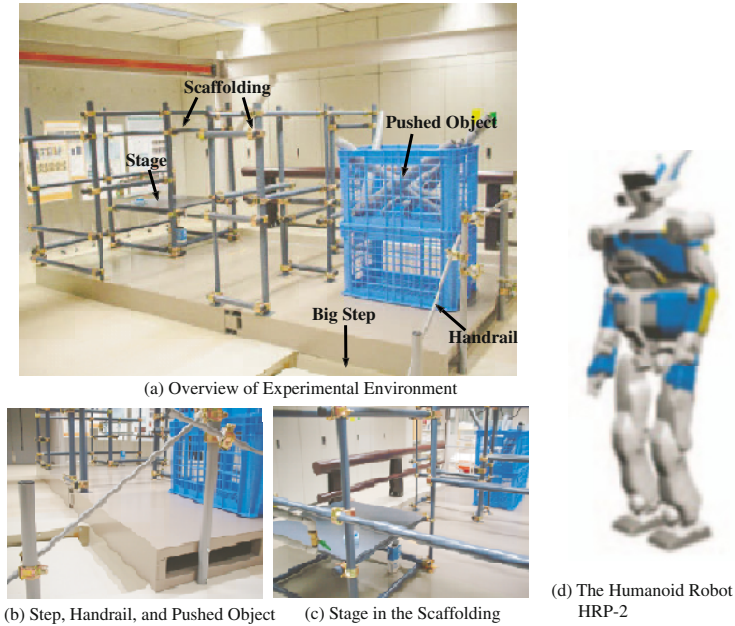 Scaffolding
Pushed Object
Stage
Big Step
Handrail
(a) Overview of Experimental Environment
(b) Step, Handrail, and Pushed Object
(c) Stage in the Scaffolding
(d) The Humanoid Robot
HRP-2